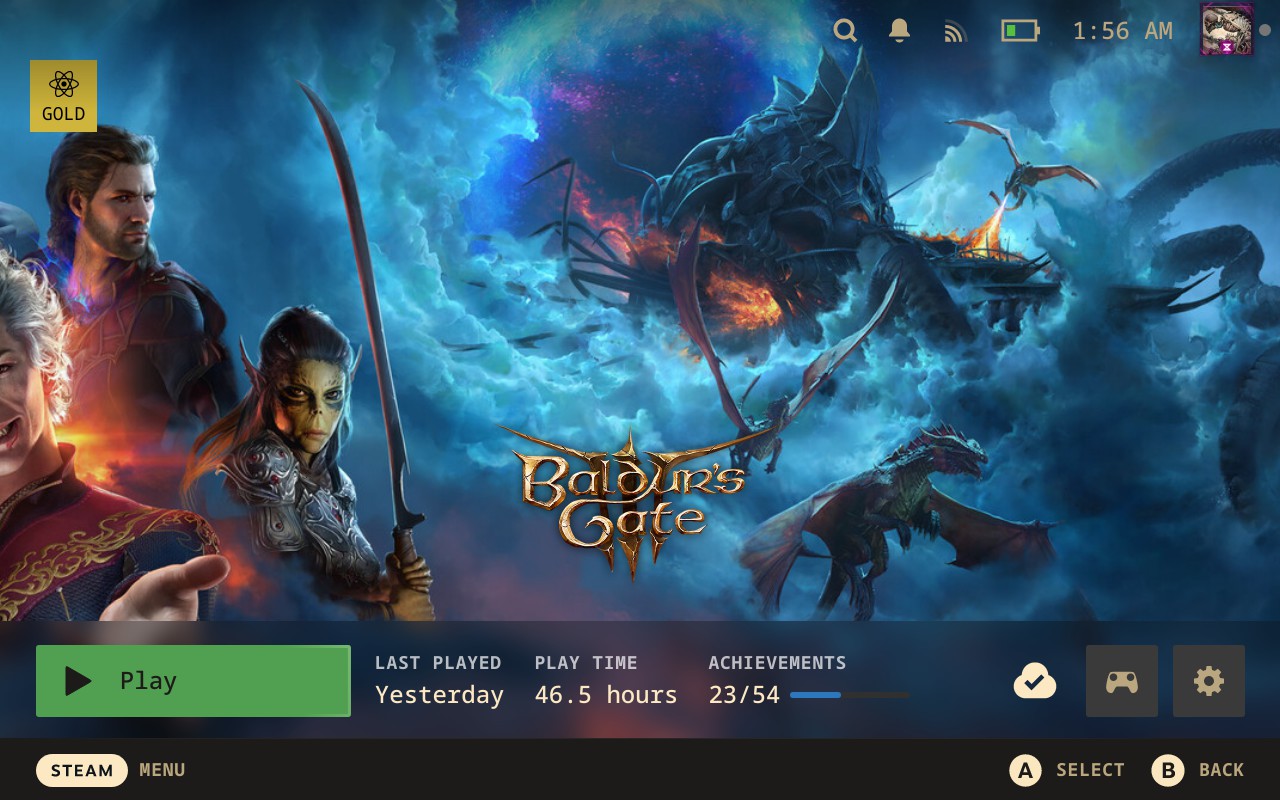 1:56 AM
GOLD
Baldur's
Gate
III
Play
LAST PLAYED
Yesterday
PLAY TIME
46.5 hours
ACHIEVEMENTS
23/54
STEAM
MENU
A SELECT
B BACK